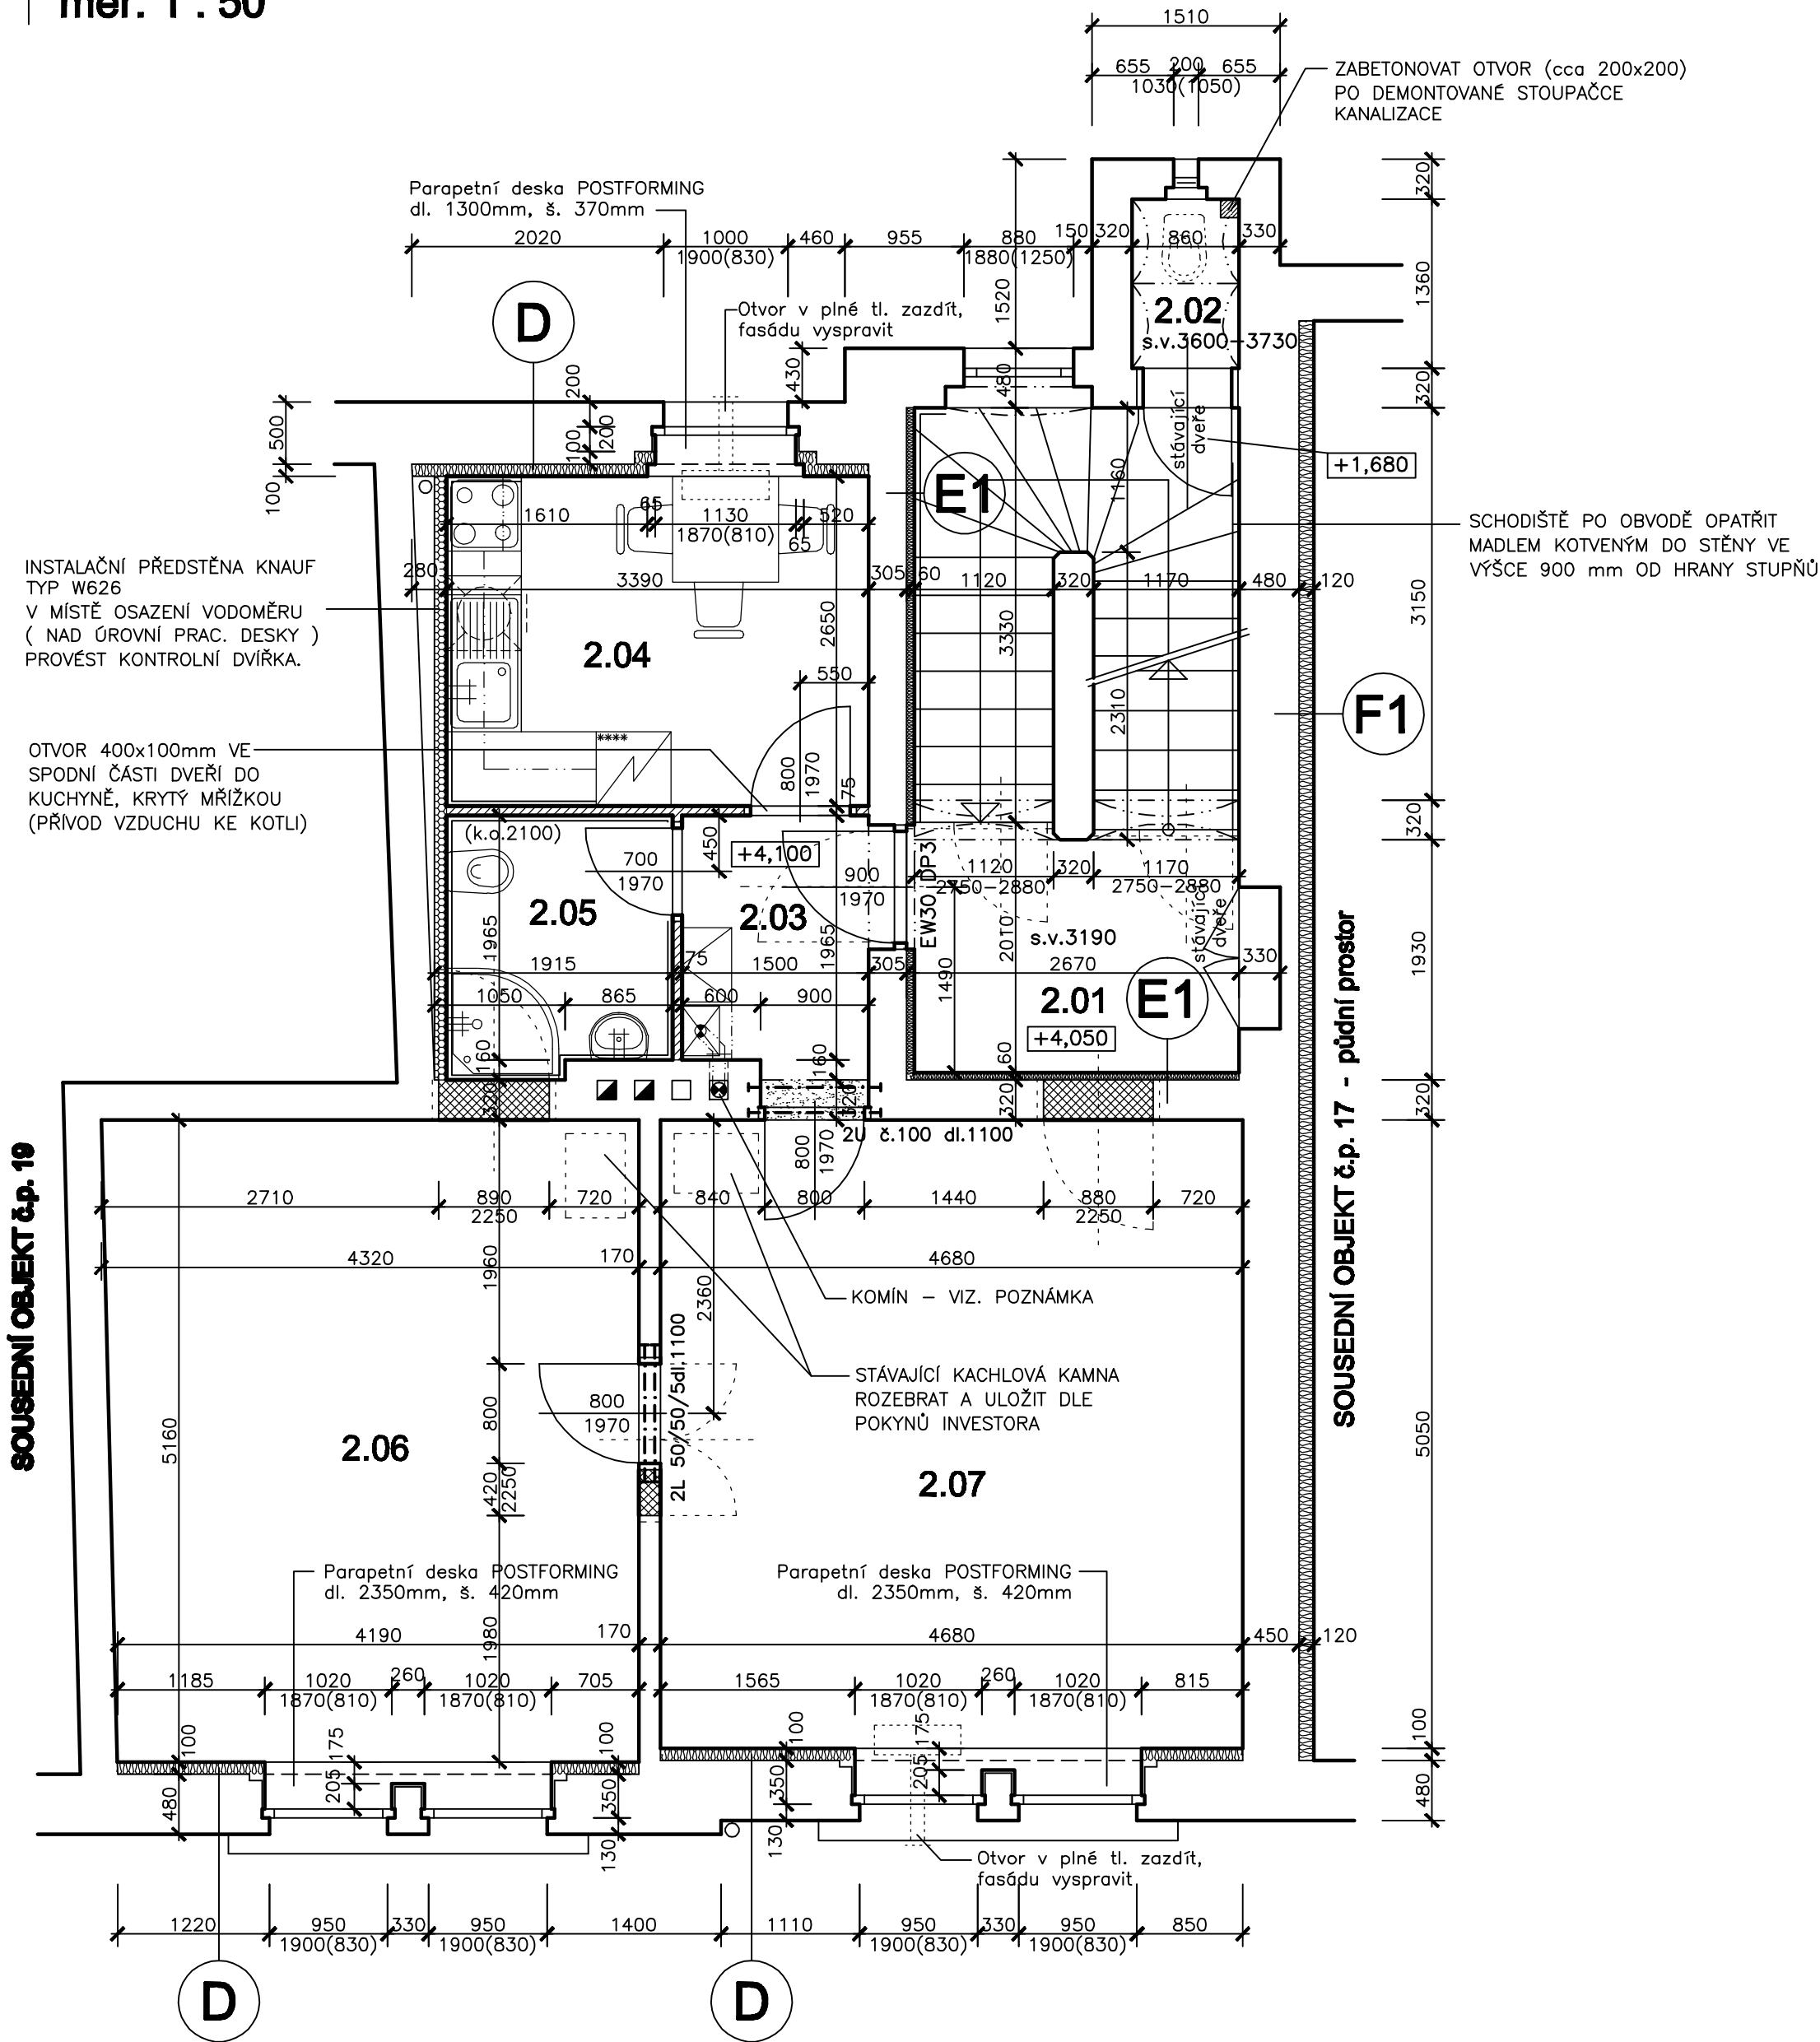 měř. 1 : 50
1510
655 200 655
1030(1050)
ZABETONOVAT OTVOR (cca 200x200)
PO DEMONTOVANÉ STOUPAČCE
KANALIZACE
Parapetní deska POSTFORMING
dl. 1300mm, š. 370mm
2020 1000 460 955 880 150 320 860 330
1900(830) 1880(1250)
320
1360
320
3150
320
1930
320
5050
100
480
D
Otvor v plné tl. zazdít,
fasádu vyspravit
1520
430
480
200
100 200
500
100
2.02
s.v.3600-3730
stávající
dveře
+1,680
E1
1160
SCHODIŠTĚ PO OBVODĚ OPATŘIT
MADLEM KOTVENÝM DO STĚNY VE
VÝŠCE 900 mm OD HRANY STUPŇŮ
1610 65 1130 65 520
1870(810)
INSTALAČNÍ PŘEDSTĚNA KNAUF
TYP W626
V MÍSTĚ OSAZENÍ VODOMĚRU
( NAD ÚROVNÍ PRAC. DESKY )
PROVÉST KONTROLNÍ DVÍŘKA.
280 3390 305 60 1120 320 1170 480 120
2650
3330
2310
2.04
550
F1
OTVOR 400x100mm VE
SPODNÍ ČÁSTI DVEŘÍ DO
KUCHYNĚ, KRYTÝ MŘÍŽKOU
(PŘÍVOD VZDUCHU KE KOTLI)
****
800
1970
75
(k.o.2100)
700
1970
450
+4,100
900
1970
EW30 DP3
1120 320 1170
2750-2880 2750-2880
2.05
2.03
1965
1965
2010
1490
s.v.3190
stávající
dveře
1915 75 1500 305 2670 330
1050 865 600 900
2.01
E1
+4,050
160
320
160
320
60
320
SOUSEDNÍ OBJEKT č.p. 17 - půdní prostor
SOUSEDNÍ OBJEKT č.p. 19
2U č.100 dl.1100
800
1970
2710 890 720 840 800 1440 880 720
2250 2250
4320 170 4680
1960
2360
KOMÍN – VIZ. POZNÁMKA
2L 50/50/5dl.1100
STÁVAJÍCÍ KACHLOVÁ KAMNA
ROZEBRAT A ULOŽIT DLE
POKYNŮ INVESTORA
800
1970
800
5160
2.06
2.07
420
2250
Parapetní deska POSTFORMING
dl. 2350mm, š. 420mm
Parapetní deska POSTFORMING
dl. 2350mm, š. 420mm
1980
4190 170 4680 450 120
1185 1020 260 1020 705 1565 1020 260 1020 815
1870(810) 1870(810) 1870(810) 1870(810)
100
480
175
205
100
350
130
100
350
130
175
205
Otvor v plné tl. zazdít,
fasádu vyspravit
1220 950 330 950 1400 1110 950 330 950 850
1900(830) 1900(830) 1900(830) 1900(830)
D
D